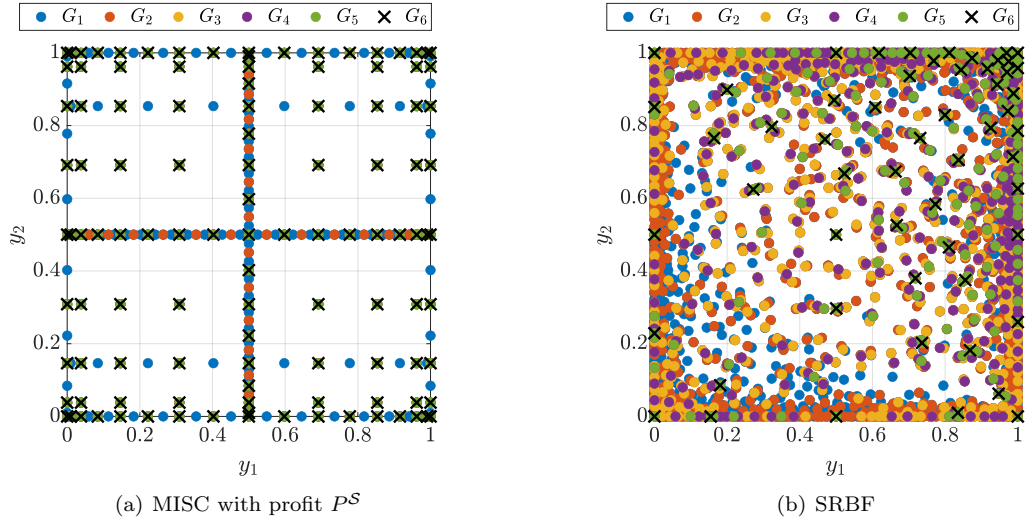 G₁ G₂ G₃ G₄ G₅ G₆
1
0.8
0.6
0.4
0.2
0
y₂
0 0.2 0.4 0.6 0.8 1
y₁
(a) MISC with profit P^𝒮
G₁ G₂ G₃ G₄ G₅ G₆
1
0.8
0.6
0.4
0.2
0
y₂
0 0.2 0.4 0.6 0.8 1
y₁
(b) SRBF